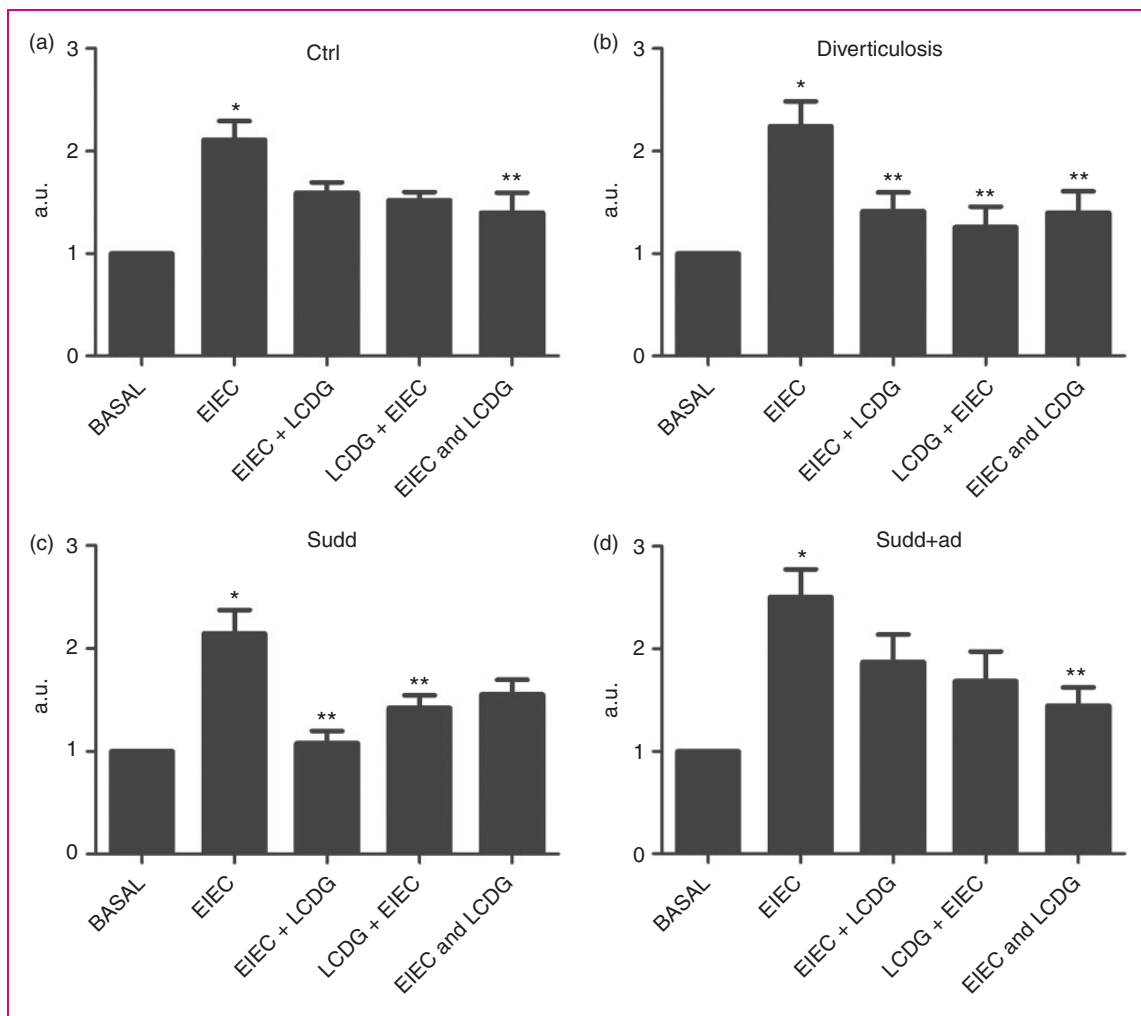 (a)
Ctrl
3
2
1
0
a.u.
*
**
BASAL
EIEC
EIEC + LCDG
LCDG + EIEC
EIEC and LCDG
(b)
Diverticulosis
3
2
1
0
a.u.
*
**
**
**
BASAL
EIEC
EIEC + LCDG
LCDG + EIEC
EIEC and LCDG
(c)
Sudd
3
2
1
0
a.u.
*
**
**
BASAL
EIEC
EIEC + LCDG
LCDG + EIEC
EIEC and LCDG
(d)
Sudd+ad
3
2
1
0
a.u.
*
**
BASAL
EIEC
EIEC + LCDG
LCDG + EIEC
EIEC and LCDG